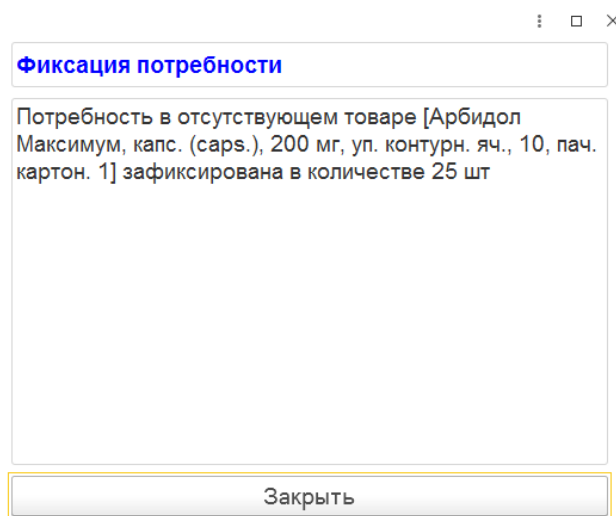 Фиксация потребности
Потребность в отсутствующем товаре [Арбидол
Максимум, капс. (caps.), 200 мг, уп. контурн. яч., 10, пач.
картон. 1] зафиксирована в количестве 25 шт
Закрыть